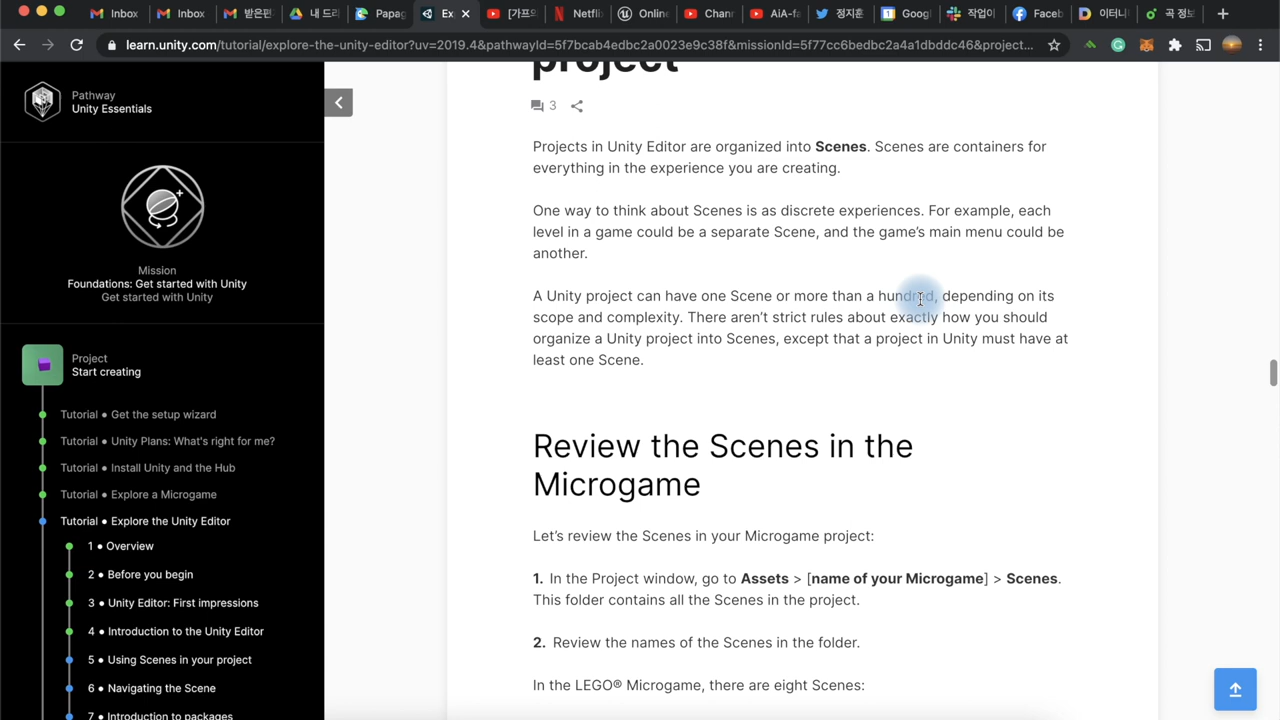 Inbox
Inbox
받은편
내 드라
Papag
Ex
[가프의
Netfli
Onlin
Chan
AiA-fa
정지훈
Googl
작업이
Faceb
이터니
곡 정보
learn.unity.com/tutorial/explore-the-unity-editor?uv=2019.4&pathwayId=5f7bcab4edbc2a0023e9c38f&missionId=5f77cc6bedbc2a4a1dbddc46&project...
Pathway
Unity Essentials
Mission
Foundations: Get started with Unity
Get started with Unity
Project
Start creating
Tutorial ● Get the setup wizard
Tutorial ● Unity Plans: What's right for me?
Tutorial ● Install Unity and the Hub
Tutorial ● Explore a Microgame
Tutorial ● Explore the Unity Editor
1 ● Overview
2 ● Before you begin
3 ● Unity Editor: First impressions
4 ● Introduction to the Unity Editor
5 ● Using Scenes in your project
6 ● Navigating the Scene
7 ● Introduction to packages
project
3
Projects in Unity Editor are organized into Scenes. Scenes are containers for
everything in the experience you are creating.
One way to think about Scenes is as discrete experiences. For example, each
level in a game could be a separate Scene, and the game's main menu could be
another.
A Unity project can have one Scene or more than a hundred, depending on its
scope and complexity. There aren't strict rules about exactly how you should
organize a Unity project into Scenes, except that a project in Unity must have at
least one Scene.
Review the Scenes in the
Microgame
Let's review the Scenes in your Microgame project:
1. In the Project window, go to Assets > [name of your Microgame] > Scenes.
This folder contains all the Scenes in the project.
2. Review the names of the Scenes in the folder.
In the LEGO® Microgame, there are eight Scenes: